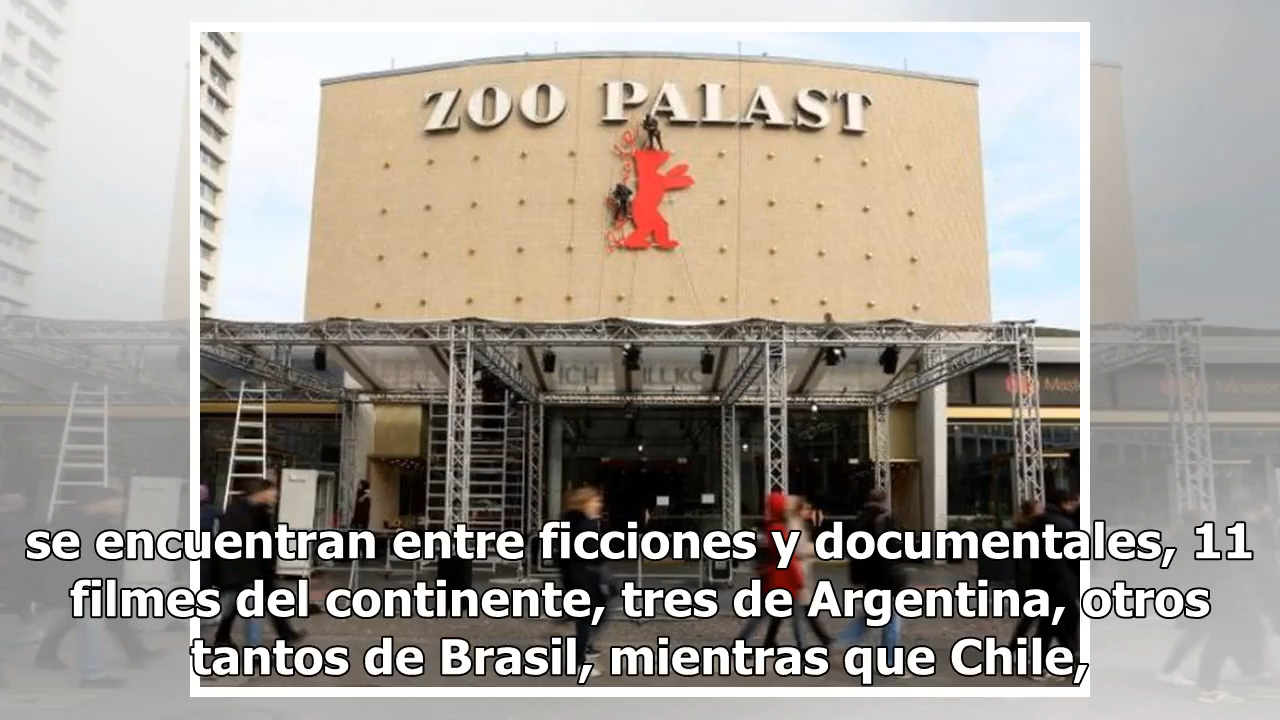 ZOO PALAST
se encuentran entre ficciones y documentales, 11
filmes del continente, tres de Argentina, otros
tantos de Brasil, mientras que Chile,